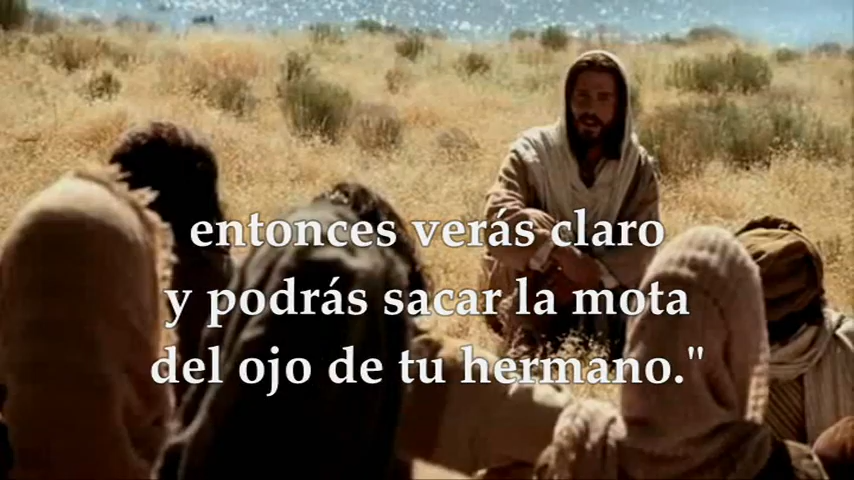 entonces verás claro
y podrás sacar la mota
del ojo de tu hermano."